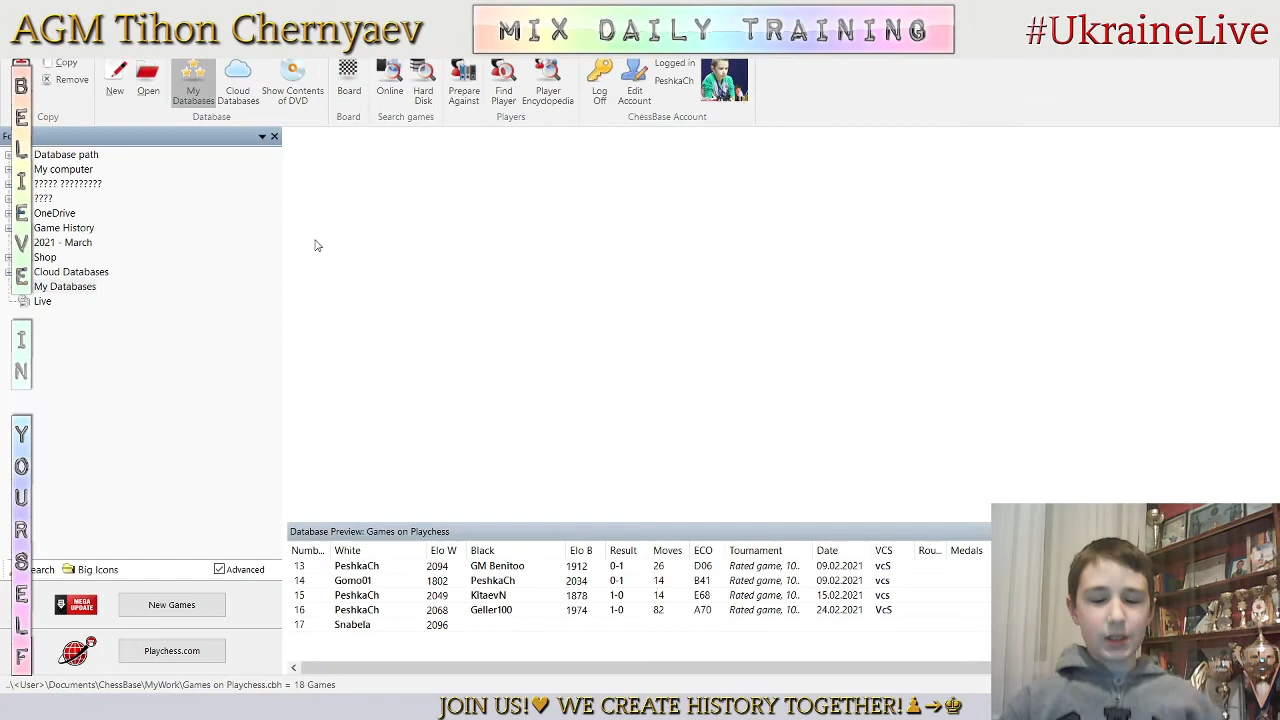 AGM Tihon Chernyaev
MIX DAILY TRAINING
#UkraineLive
BELIEVE
IN
YOURSELF
Copy
Remove
Copy
New
Open
My Databases
Cloud Databases
Show Contents of DVD
Database
Board
Board
Online
Hard Disk
Search games
Prepare Against
Find Player
Player Encyclopedia
Players
Log Off
Edit Account
Logged in
PeshkaCh
ChessBase Account
Database path
My computer
????? ?????????
????
OneDrive
Game History
2021 - March
Shop
Cloud Databases
My Databases
Live
Big Icons
Advanced
MEGA UPDATE
New Games
Playchess.com
Database Preview: Games on Playchess
Numb... White Elo W Black Elo B Result Moves ECO Tournament Date VCS Rou... Medals
13 PeshkaCh 2094 GM Benitoo 1912 0-1 26 D06 Rated game, 10.. 09.02.2021 vcS
14 Gomo01 1802 PeshkaCh 2034 0-1 14 B41 Rated game, 10.. 09.02.2021 vcs
15 PeshkaCh 2049 KItaevN 1878 1-0 14 E68 Rated game, 10.. 15.02.2021 vcS
16 PeshkaCh 2068 Geller100 1974 1-0 82 A70 Rated game, 10.. 24.02.2021 VcS
17 Snabela 2096
..\<User>\Documents\ChessBase\MyWork\Games on Playchess.cbh = 18 Games
JOIN US! WE CREATE HISTORY TOGETHER!